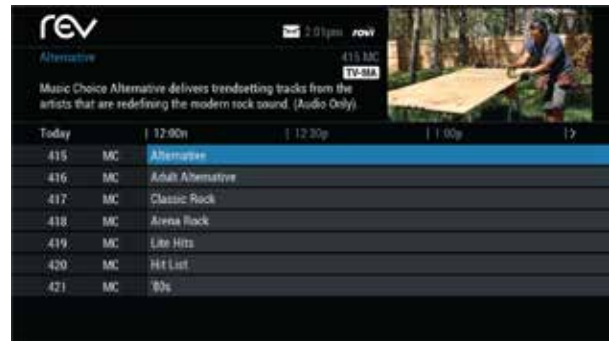 rev
2:01pm rovi
Alternative 415 MC
TV-MA
Music Choice Alternative delivers trendsetting tracks from the
artists that are redefining the modern rock sound. (Audio Only).
Today | 12:00n | 12:30p | 1:00p
415 MC Alternative
416 MC Adult Alternative
417 MC Classic Rock
418 MC Arena Rock
419 MC Lite Hits
420 MC Hit List
421 MC '80s